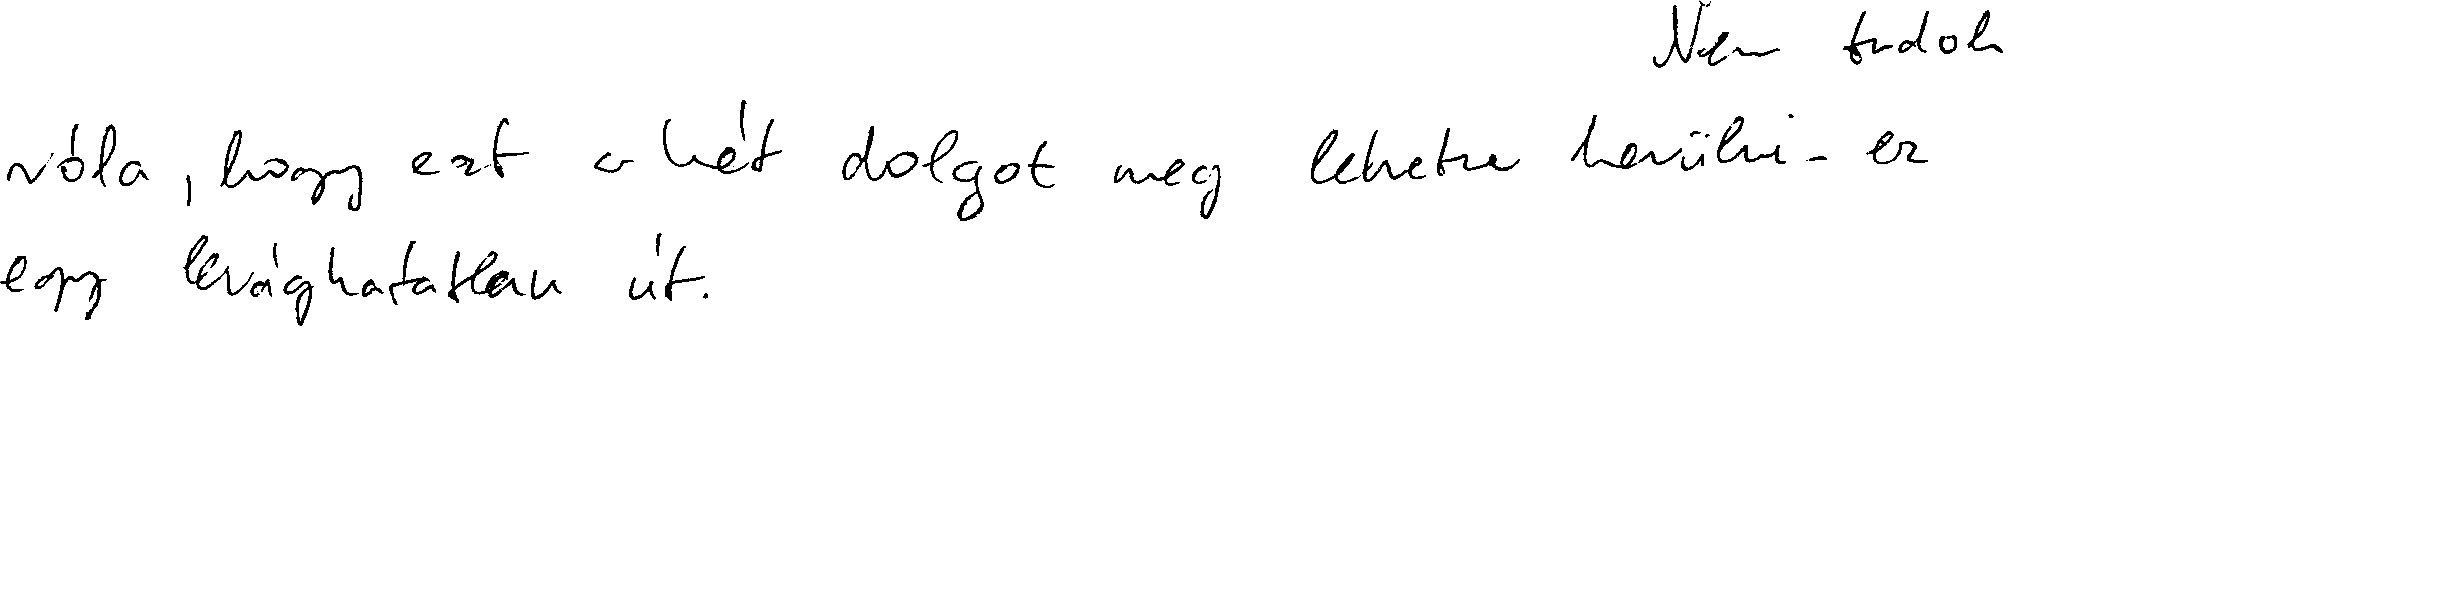 Nem tudok
róla, hogy ezt a két dolgot meg lehetne kerülni - ez
egy levághatatlan út.